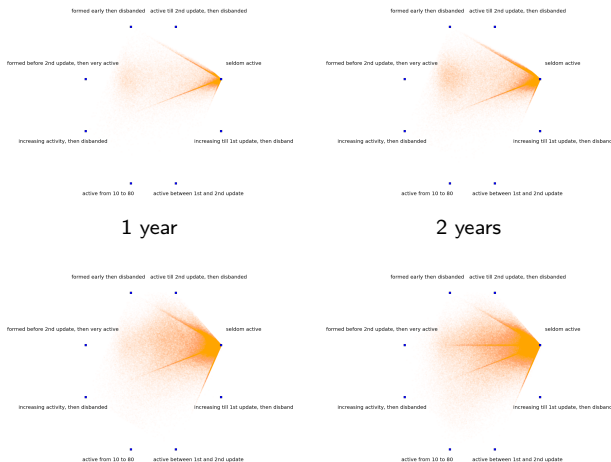 formed early then disbanded active till 2nd update, then disbanded formed early then disbanded active till 2nd update, then disbanded
formed before 2nd update, then very active seldom active formed before 2nd update, then very active seldom active
increasing activity, then disbanded increasing till 1st update, then disband increasing activity, then disbanded increasing till 1st update, then disband
active from 10 to 80 active between 1st and 2nd update active from 10 to 80 active between 1st and 2nd update
1 year 2 years
formed early then disbanded active till 2nd update, then disbanded formed early then disbanded active till 2nd update, then disbanded
formed before 2nd update, then very active seldom active formed before 2nd update, then very active seldom active
increasing activity, then disbanded increasing till 1st update, then disband increasing activity, then disbanded increasing till 1st update, then disband
active from 10 to 80 active between 1st and 2nd update active from 10 to 80 active between 1st and 2nd update